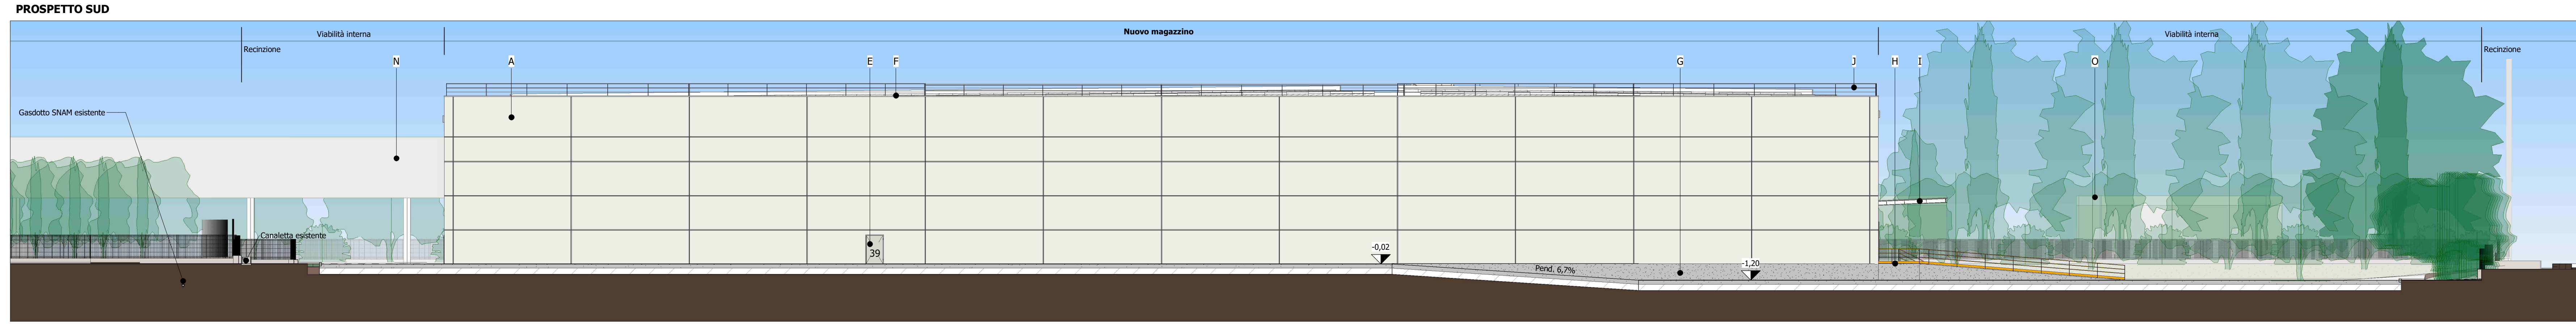 PROSPETTO SUD
Viabilità interna
Nuovo magazzino
Viabilità interna
Recinzione
Recinzione
N
A
E
F
G
J
H
I
O
Gasdotto SNAM esistente
Canaletta esistente
39
-0,02
-1,20
Pend. 6,7%